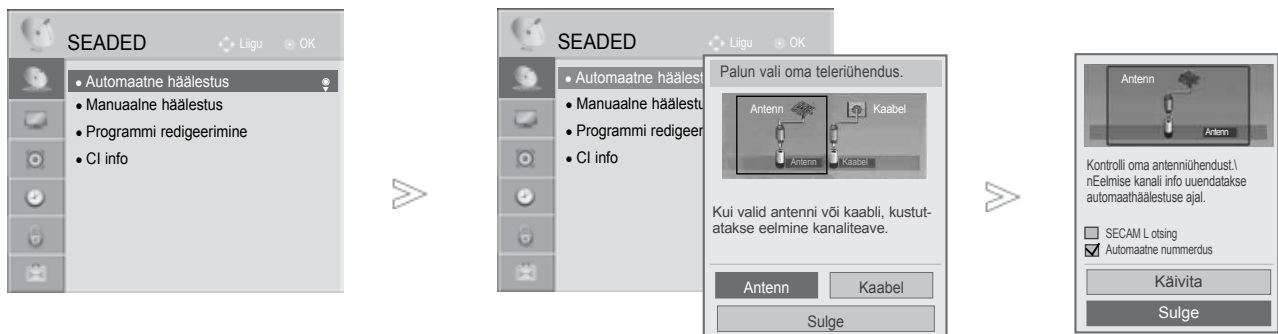 SEADED
Liigu
OK
• Automaatne häälestus
• Manuaalne häälestus
• Programmi redigeerimine
• CI info
SEADED
Liigu
OK
• Automaatne häälest
• Manuaalne häälestu
• Programmi redigeer
• CI info
Palun vali oma teleriühendus.
Antenn
Kaabel
Antenn
Kaabel
Kui valid antenni või kaabli, kustut-
atakse eelmine kanaliteave.
Antenn
Kaabel
Sulge
Antenn
Antenn
Kontrolli oma antenniühendust.\
nEelmise kanali info uuendatakse
automaathäälestuse ajal.
SECAM L otsing
Automaatne nummerdus
Käivita
Sulge